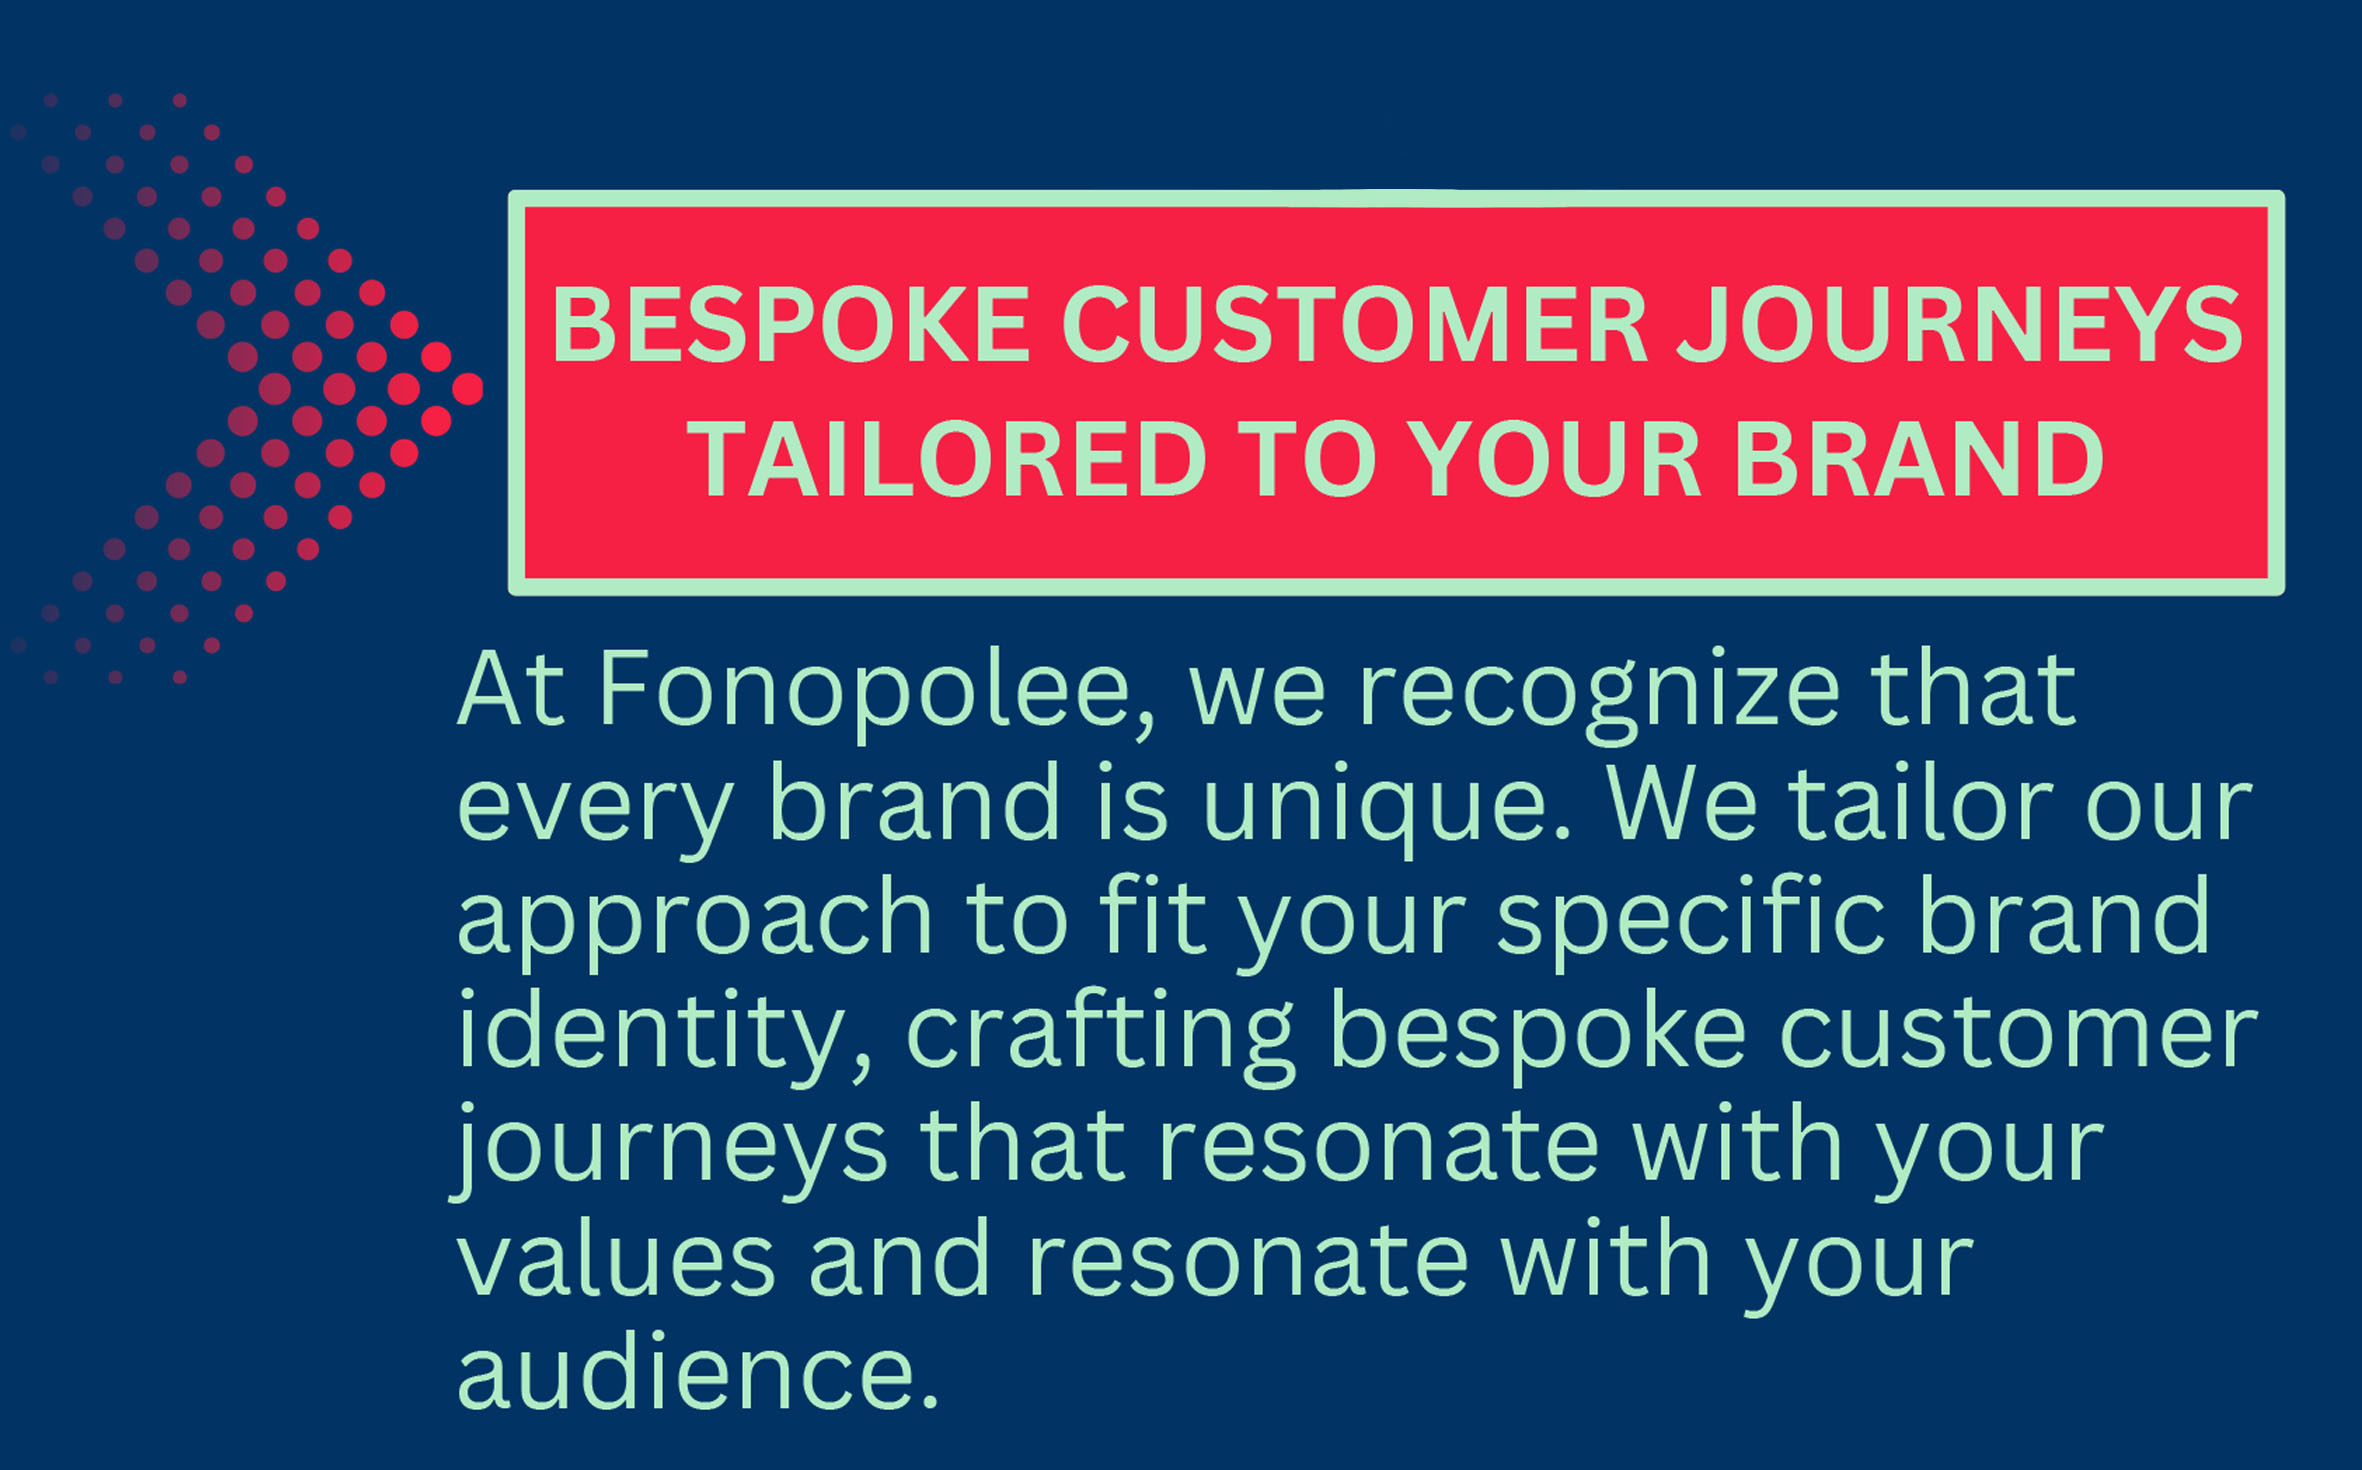 BESPOKE CUSTOMER JOURNEYS
TAILORED TO YOUR BRAND
At Fonopolee, we recognize that
every brand is unique. We tailor our
approach to fit your specific brand
identity, crafting bespoke customer
journeys that resonate with your
values and resonate with your
audience.